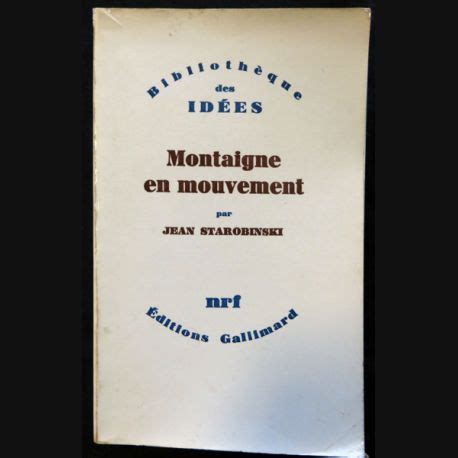 Bibliothèque
des
IDÉES
Montaigne
en mouvement
par
JEAN STAROBINSKI
nrf
Éditions Gallimard